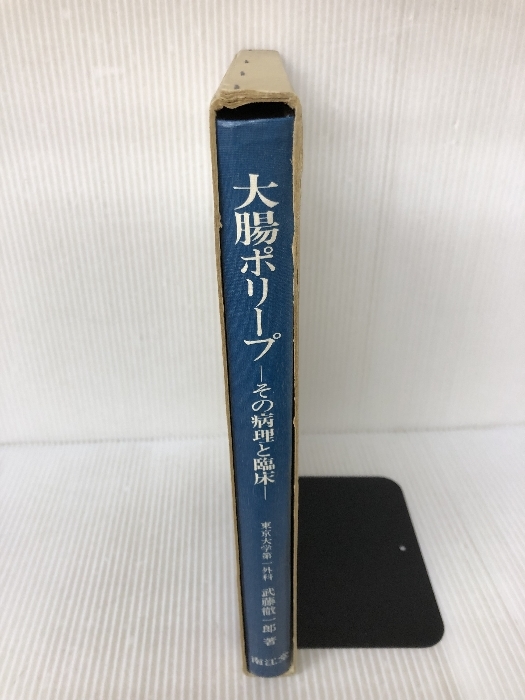 大腸ポリープ
―その病理と臨床―
東京大学第一外科
武藤徹一郎 著
南江堂